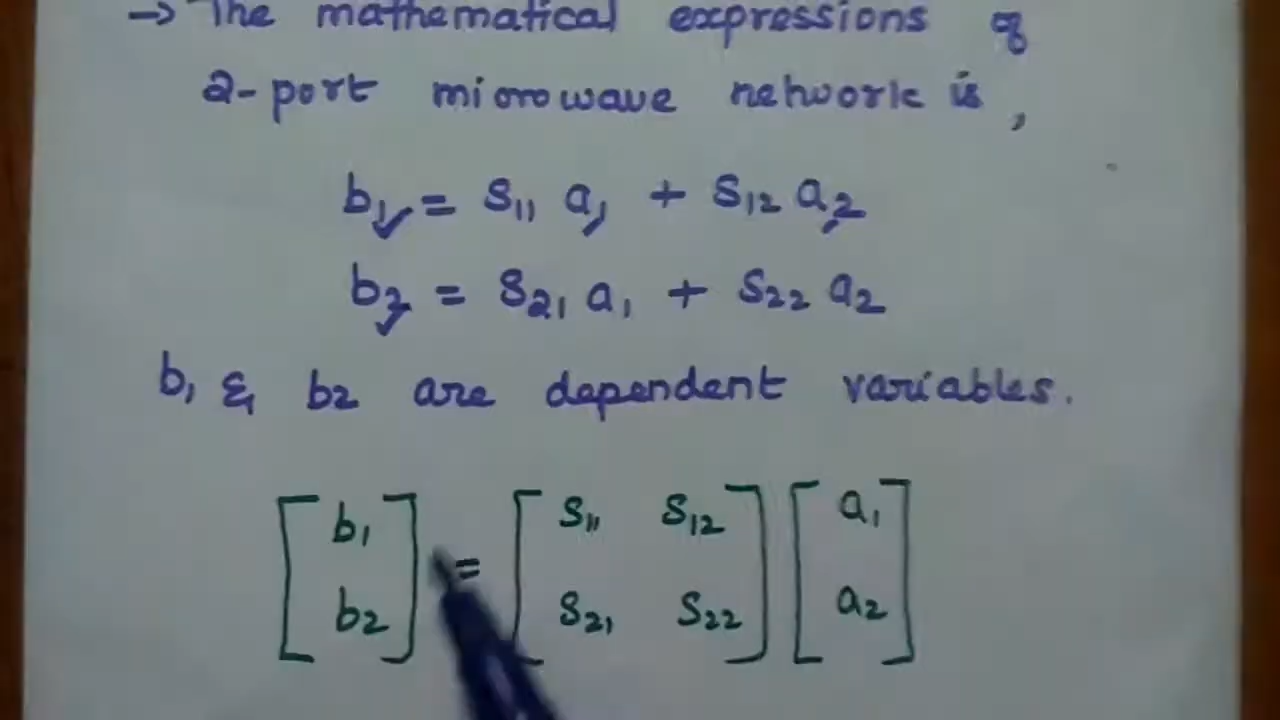 → The mathematical expressions of
2-port microwave network is,
b₁ = S₁₁ a₁ + S₁₂ a₂
b₂ = S₂₁ a₁ + S₂₂ a₂
b₁ & b₂ are dependent variables.
[b₁] = [S₁₁ S₁₂] [a₁]
[b₂] [S₂₁ S₂₂] [a₂]